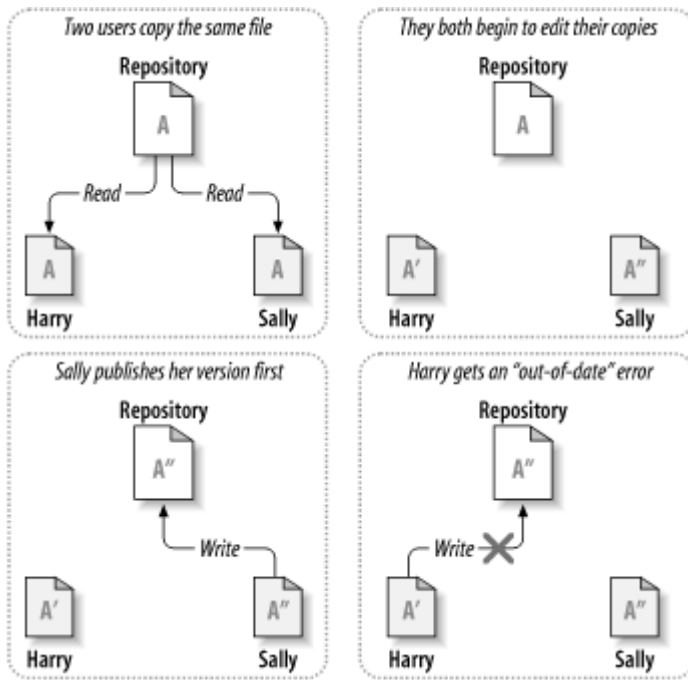 Two users copy the same file
Repository
A
Read
Read
A
A
Harry
Sally
They both begin to edit their copies
Repository
A
A′
A″
Harry
Sally
Sally publishes her version first
Repository
A″
Write
A′
A″
Harry
Sally
Harry gets an “out-of-date” error
Repository
A″
Write
A′
A″
Harry
Sally